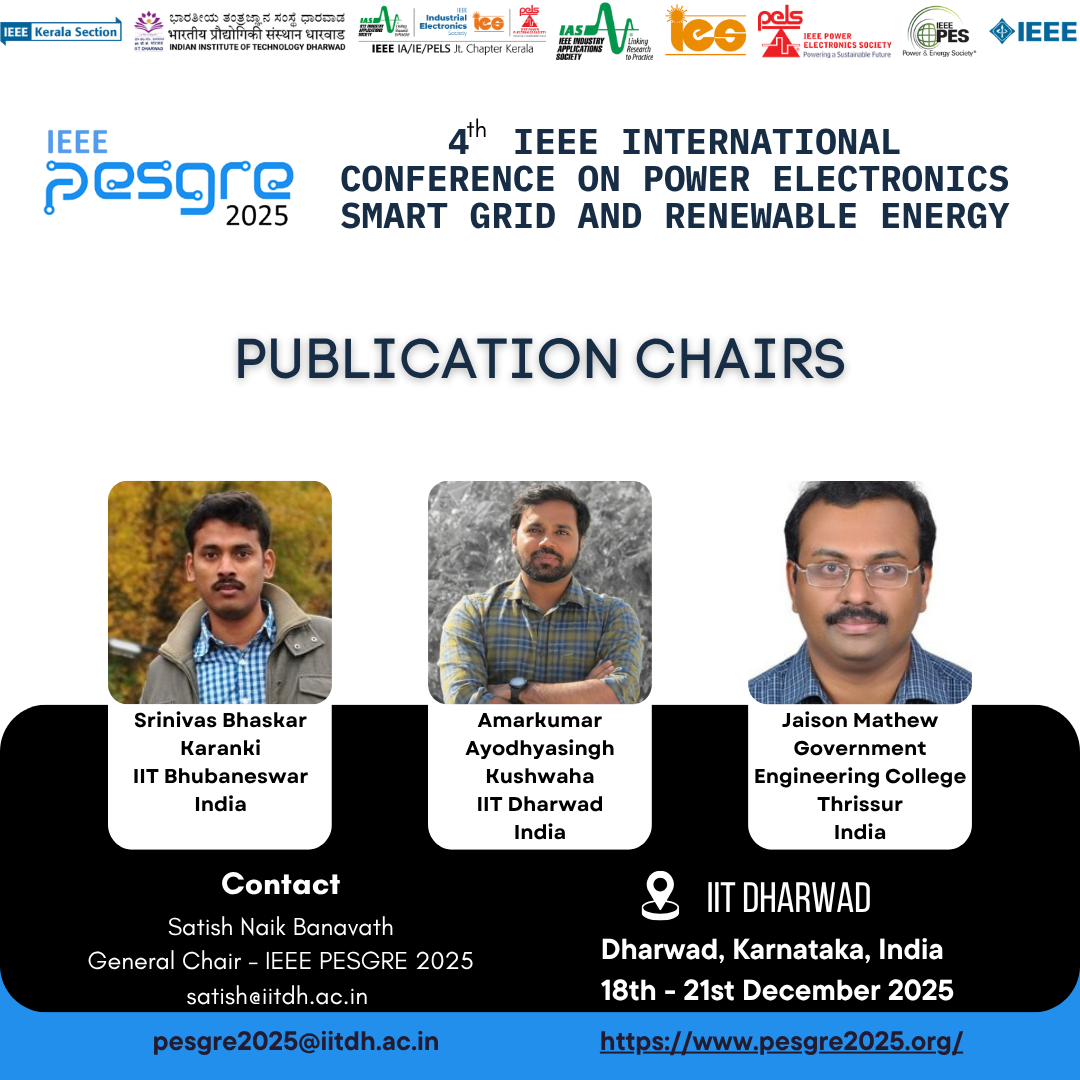 IEEE Kerala Section
ಭಾರತೀಯ ತಂತ್ರಜ್ಞಾನ ಸಂಸ್ಥೆ ಧಾರವಾಡ
भारतीय प्रौद्योगिकी संस्थान धारवाड
INDIAN INSTITUTE OF TECHNOLOGY DHARWAD
IAS
IEEE Industrial Electronics Society
ies
pels
IEEE IA/IE/PELS Jt. Chapter Kerala
IAS
IEEE INDUSTRY
APPLICATIONS
SOCIETY
Linking
Research
to Practice
ies
pels
IEEE POWER
ELECTRONICS SOCIETY
Powering a Sustainable Future
IEEE
PES
Power & Energy Society®
IEEE
IEEE
pesgre
2025
4th IEEE INTERNATIONAL
CONFERENCE ON POWER ELECTRONICS
SMART GRID AND RENEWABLE ENERGY
PUBLICATION CHAIRS
Srinivas Bhaskar
Karanki
IIT Bhubaneswar
India
Amarkumar
Ayodhyasingh
Kushwaha
IIT Dharwad
India
Jaison Mathew
Government
Engineering College
Thrissur
India
Contact
Satish Naik Banavath
General Chair - IEEE PESGRE 2025
satish@iitdh.ac.in
IIT DHARWAD
Dharwad, Karnataka, India
18th - 21st December 2025
pesgre2025@iitdh.ac.in
https://www.pesgre2025.org/